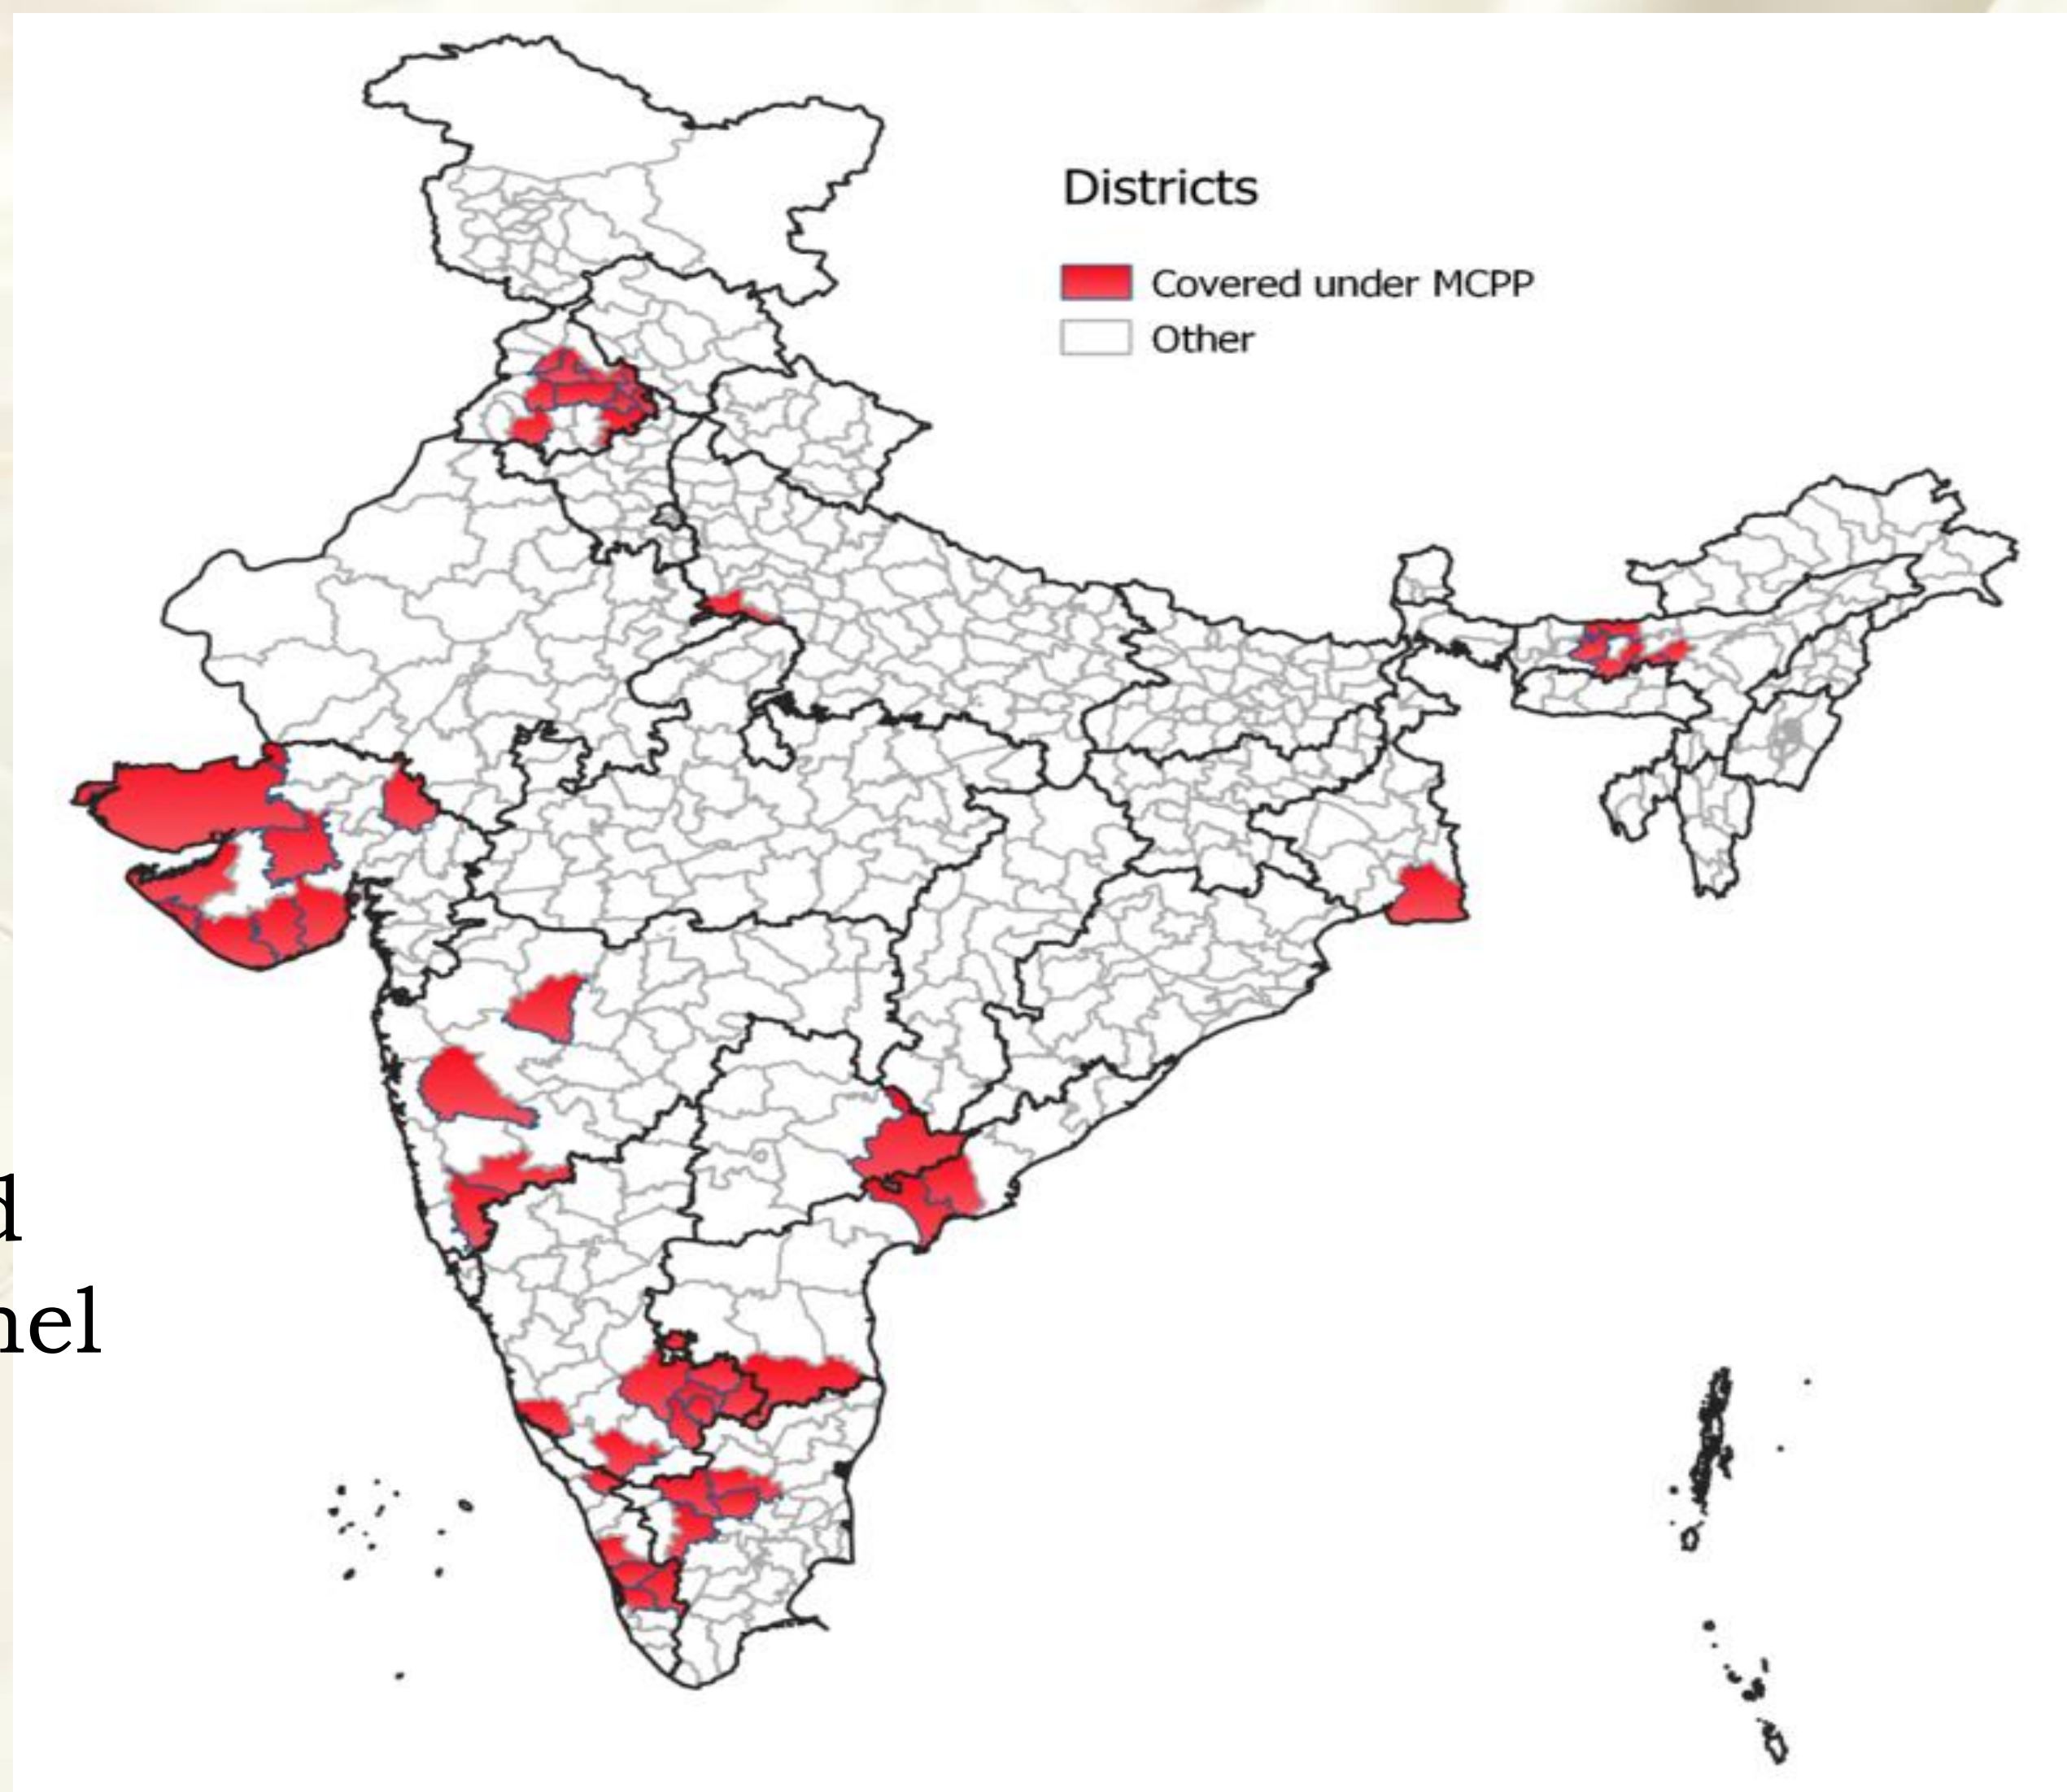 Districts
Covered under MCPP
Other
d
nel